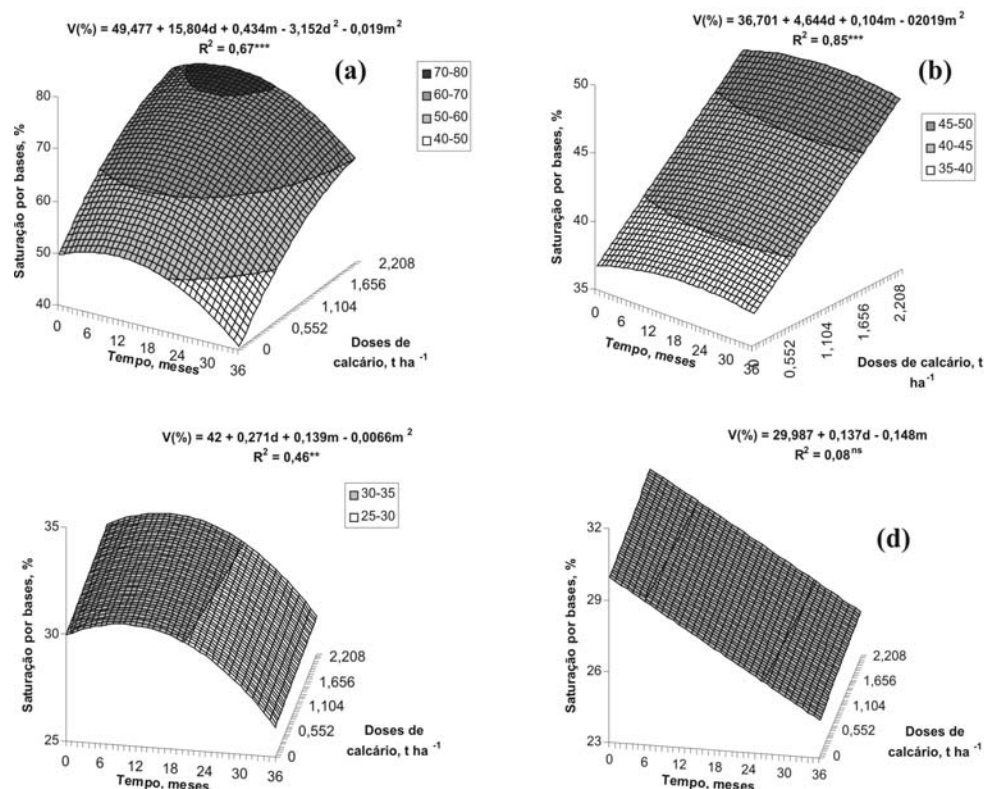 V(%) = 49,477 + 15,804d + 0,434m - 3,152d² - 0,019m²
R² = 0,67***
(a)
70-80
60-70
50-60
40-50
Saturação por bases, %
80
70
60
50
40
0 6 12 18 24 30 36
Tempo, meses
0 0,552 1,104 1,656 2,208
Doses de
calcário, t ha⁻¹
V(%) = 36,701 + 4,644d + 0,104m - 02019m²
R² = 0,85***
(b)
45-50
40-45
35-40
Saturação por bases, %
50
45
40
35
0 6 12 18 24 30 36
Tempo, meses
0 0,552 1,104 1,656 2,208
Doses de calcário, t
ha⁻¹
V(%) = 42 + 0,271d + 0,139m - 0,0066m²
R² = 0,46**
30-35
25-30
Saturação por bases, %
35
30
25
0 6 12 18 24 30 36
Tempo, meses
0 0,552 1,104 1,656 2,208
Doses de
calcário, t ha⁻¹
V(%) = 29,987 + 0,137d - 0,148m
R² = 0,08ⁿˢ
(d)
Saturação por bases, %
32
29
26
23
0 6 12 18 24 30 36
Tempo, meses
0 0,552 1,104 1,656 2,208
Doses de
calcário, t ha⁻¹